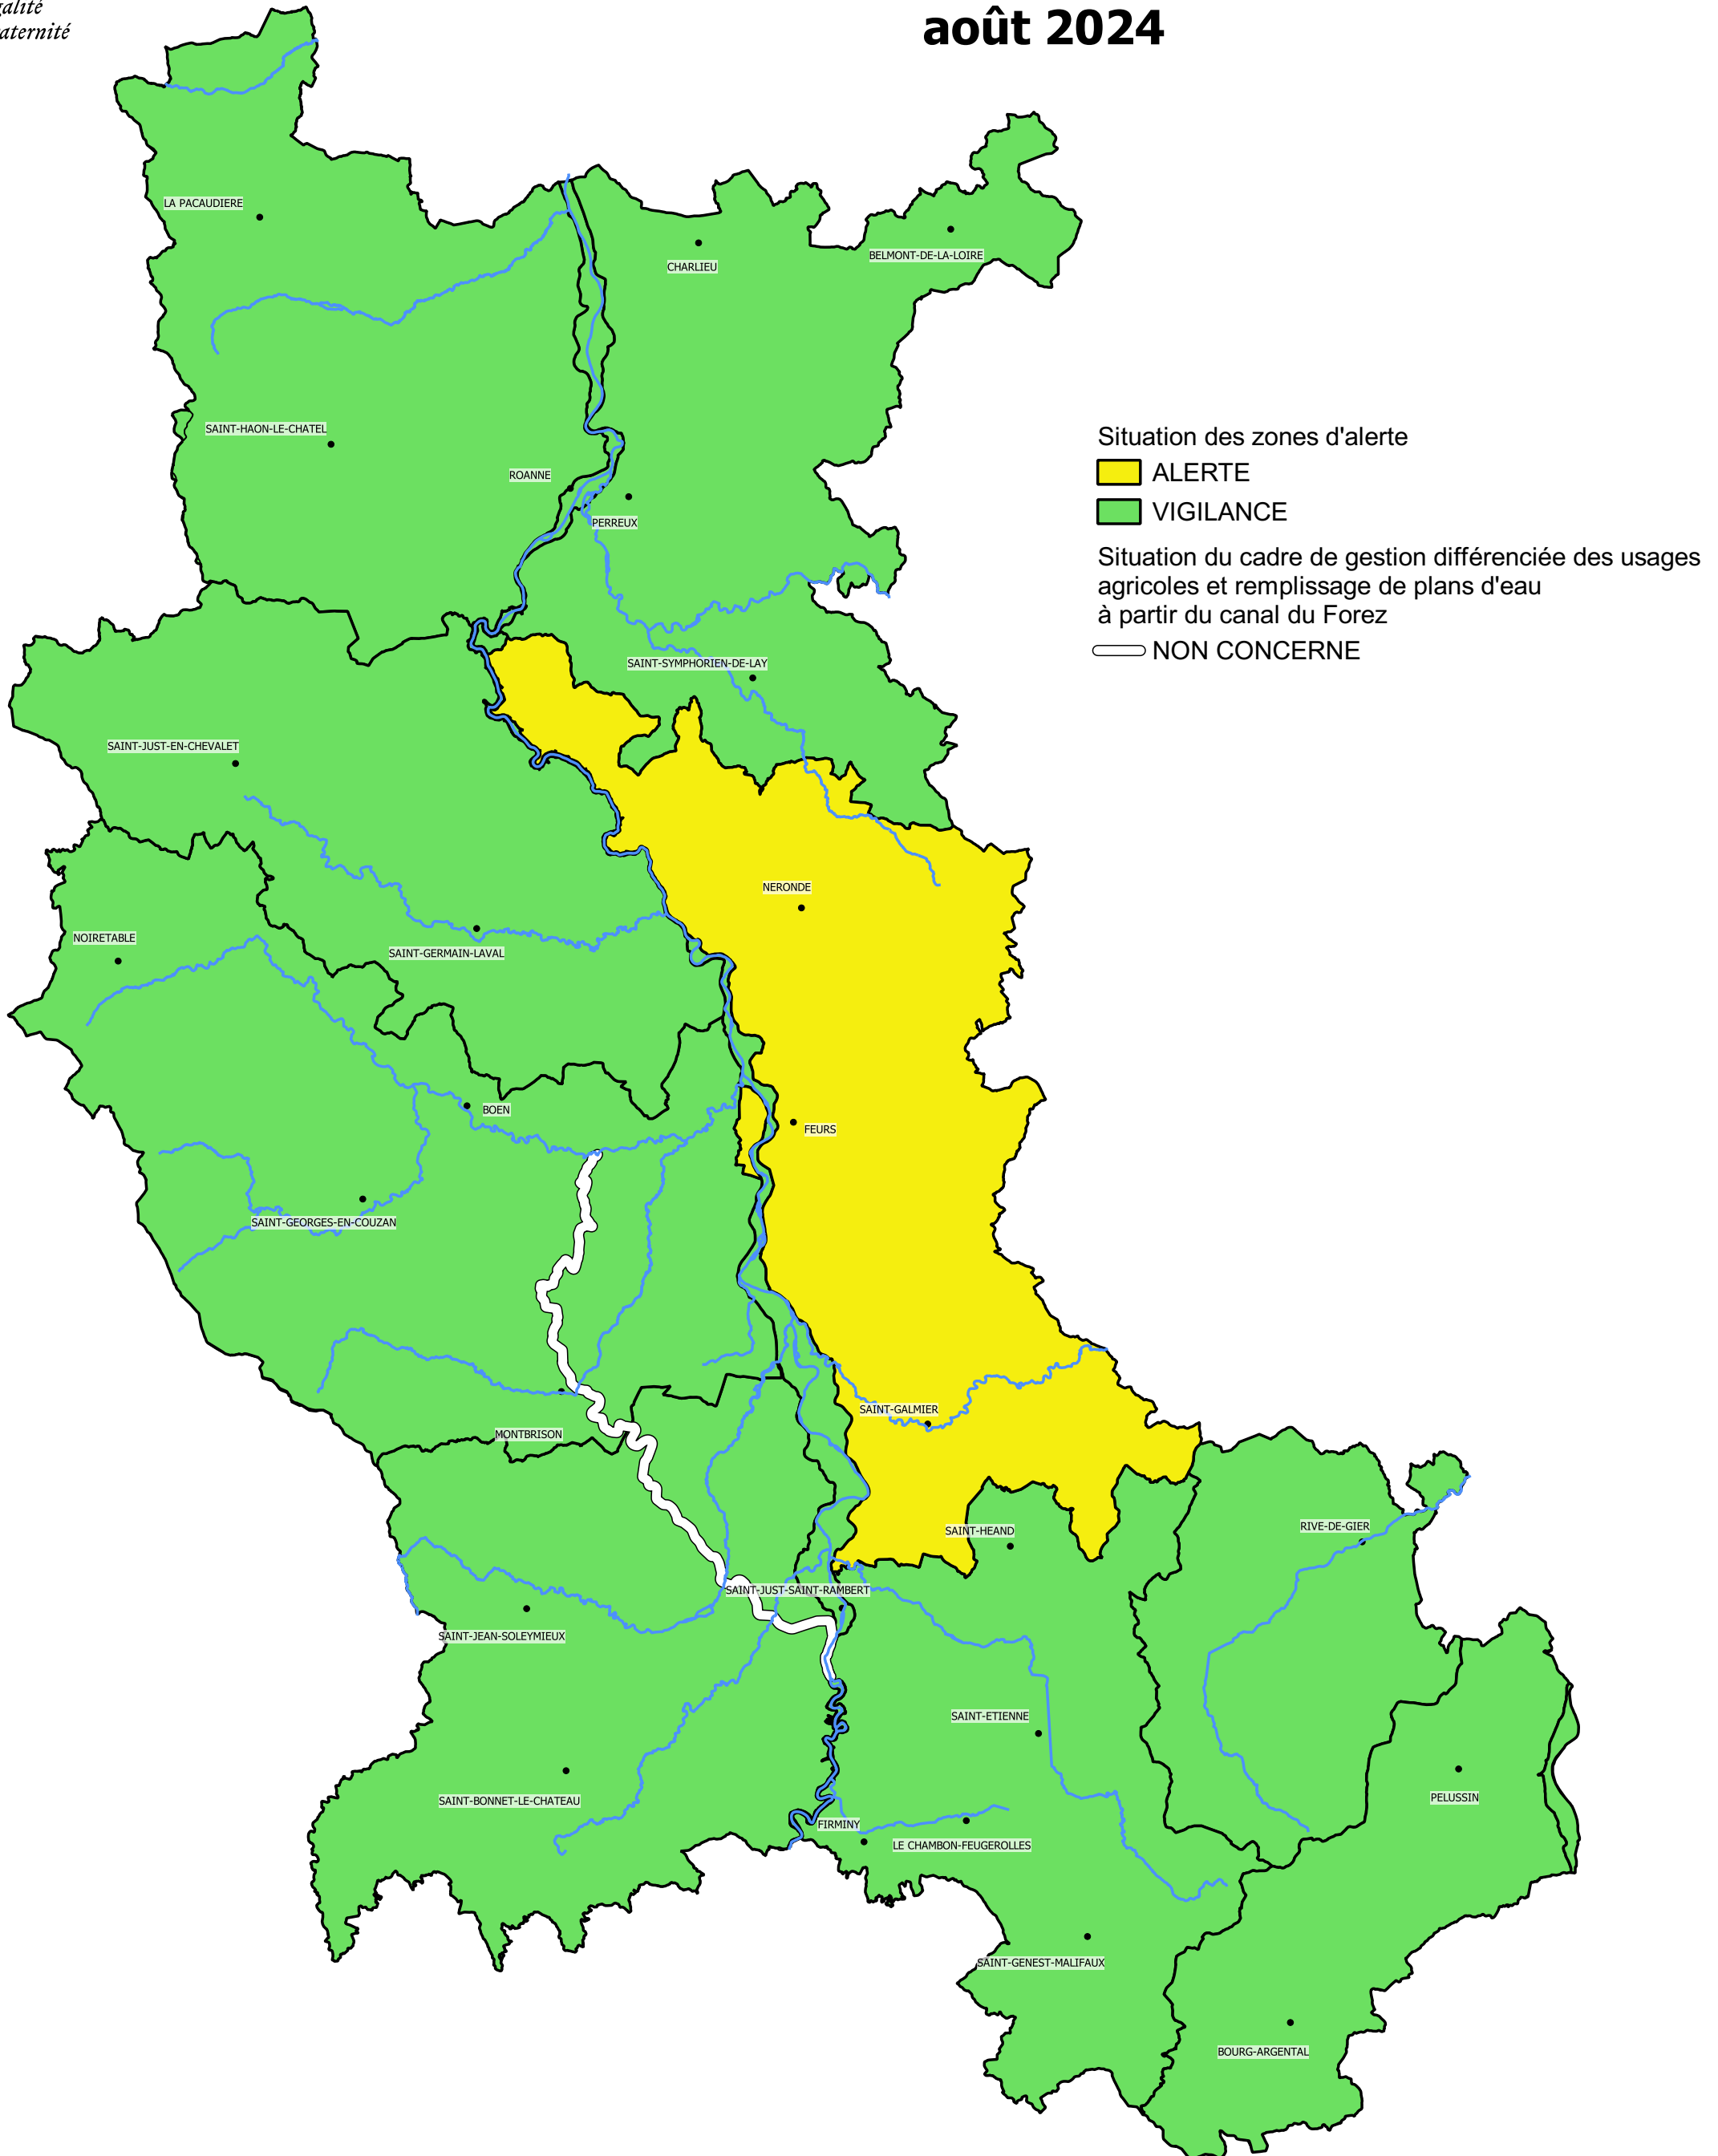 août 2024
LA PACAUDIERE
CHARLIEU
BELMONT-DE-LA-LOIRE
SAINT-HAON-LE-CHATEL
ROANNE
PERREUX
Situation des zones d'alerte
ALERTE
VIGILANCE
Situation du cadre de gestion différenciée des usages
agricoles et remplissage de plans d'eau
à partir du canal du Forez
NON CONCERNE
SAINT-SYMPHORIEN-DE-LAY
SAINT-JUST-EN-CHEVALET
NERONDE
NOIRETABLE
SAINT-GERMAIN-LAVAL
BOEN
FEURS
SAINT-GEORGES-EN-COUZAN
SAINT-GALMIER
MONTBRISON
SAINT-HEAND
RIVE-DE-GIER
SAINT-JUST-SAINT-RAMBERT
SAINT-JEAN-SOLEYMIEUX
SAINT-ETIENNE
SAINT-BONNET-LE-CHATEAU
PELUSSIN
FIRMINY
LE CHAMBON-FEUGEROLLES
SAINT-GENEST-MALIFAUX
BOURG-ARGENTAL